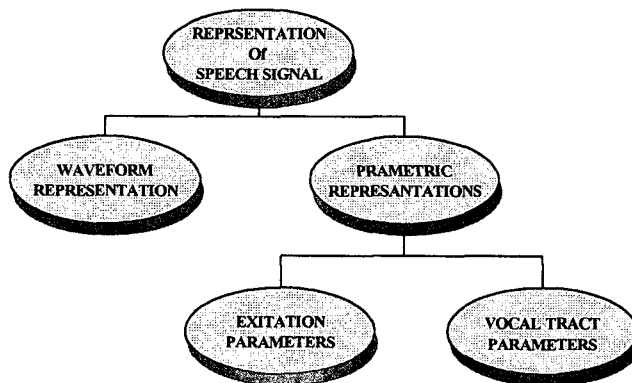 REPRSENTATION
Of
SPEECH SIGNAL
WAVEFORM
REPRESENTATION
PRAMETRIC
REPRESANTATIONS
EXITATION
PARAMETERS
VOCAL TRACT
PARAMETERS